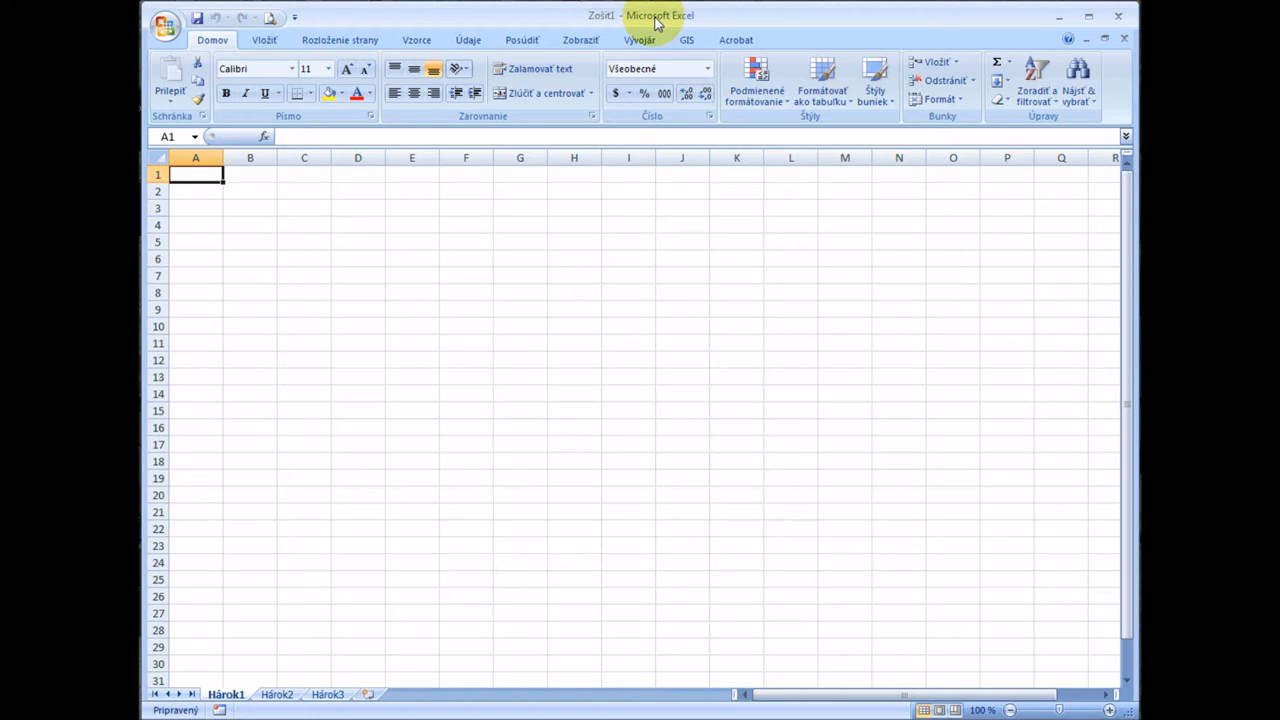 Zošit1 - Microsoft Excel
Domov Vložiť Rozloženie strany Vzorce Údaje Posúdiť Zobraziť Vývojár GIS Acrobat
Prilepiť
Calibri 11
B I U
Zalamovať text
Zlúčiť a centrovať
Všeobecné
$ % 000
Podmienené formátovanie
Formátovať ako tabuľku
Štýly buniek
Vložiť
Odstrániť
Formát
Σ
Zoradiť a filtrovať
Nájsť a vybrať
Schránka Písmo Zarovnanie Číslo Štýly Bunky Úpravy
A1 fx
A B C D E F G H I J K L M N O P Q R
1
2
3
4
5
6
7
8
9
10
11
12
13
14
15
16
17
18
19
20
21
22
23
24
25
26
27
28
29
30
31
Hárok1 Hárok2 Hárok3
Pripravený 100 %